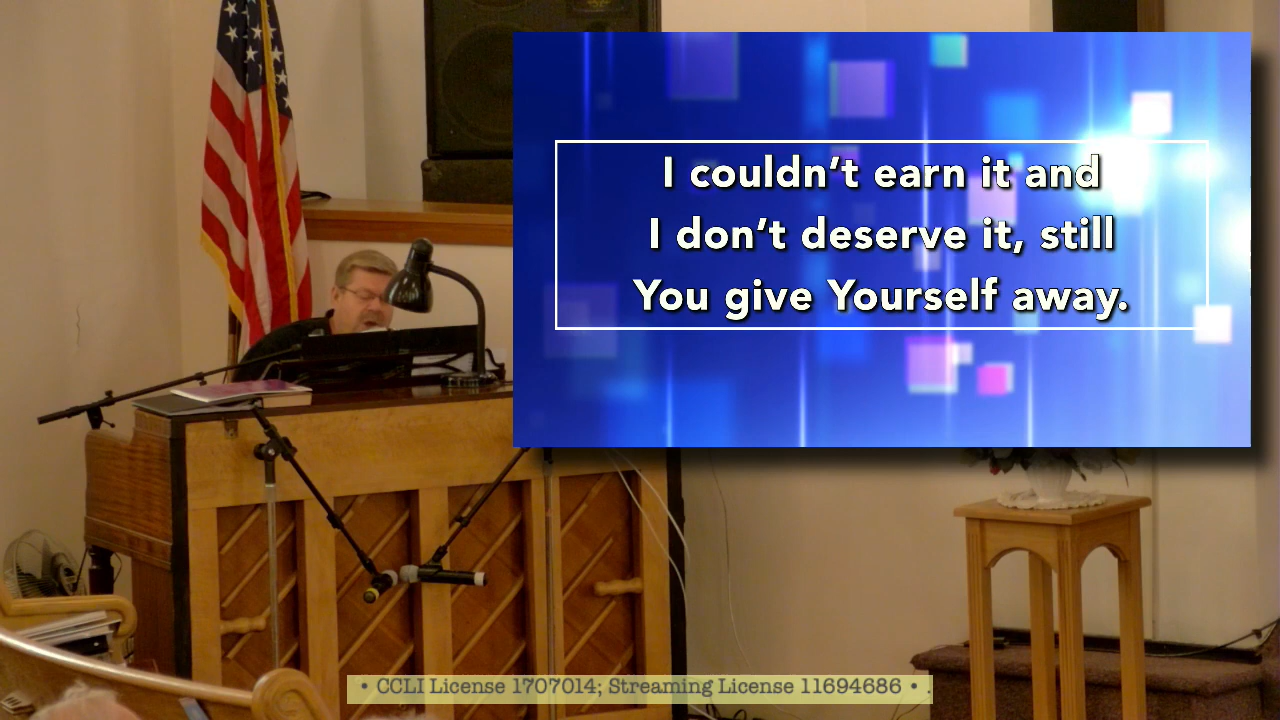 I couldn’t earn it and
I don’t deserve it, still
You give Yourself away.
• CCLI License 1707014; Streaming License 11694686 • .